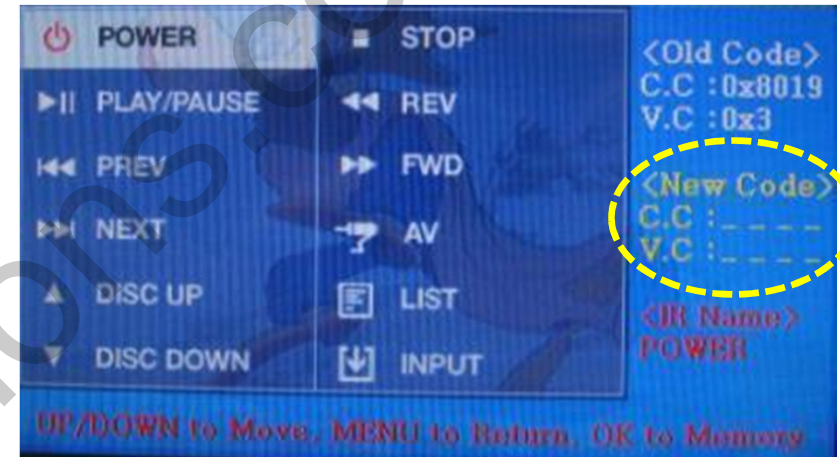 POWER
PLAY/PAUSE
PREV
NEXT
DISC UP
DISC DOWN
STOP
REV
FWD
AV
LIST
INPUT
<Old Code>
C.C :0x8019
V.C :0x3
<New Code>
C.C :_ _ _ _
V.C :_ _ _ _
<IR Name>
POWER
UP/DOWN to Move, MENU to Return, OK to Memory